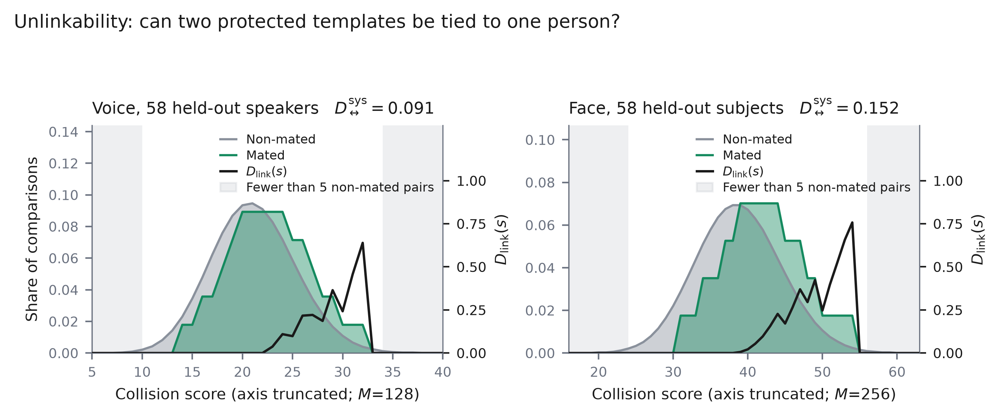 Unlinkability: can two protected templates be tied to one person?
Voice, 58 held-out speakers D^sys_↔ = 0.091
0.14
0.12
0.10
0.08
0.06
0.04
0.02
0.00
Share of comparisons
Non-mated
Mated
D_link(s)
Fewer than 5 non-mated pairs
1.00
0.75
0.50
0.25
0.00
D_link(s)
5 10 15 20 25 30 35 40
Collision score (axis truncated; M=128)
Face, 58 held-out subjects D^sys_↔ = 0.152
0.10
0.08
0.06
0.04
0.02
0.00
Non-mated
Mated
D_link(s)
Fewer than 5 non-mated pairs
1.00
0.75
0.50
0.25
0.00
D_link(s)
20 30 40 50 60
Collision score (axis truncated; M=256)